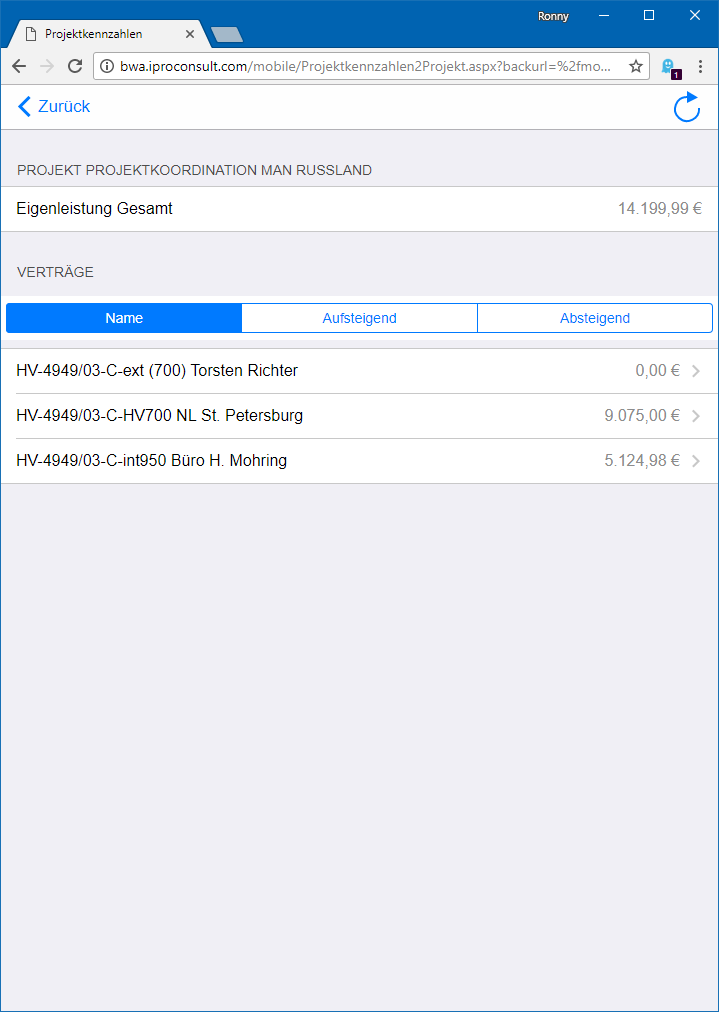 Ronny
Projektkennzahlen
bwa.iproconsult.com/mobile/Projektkennzahlen2Projekt.aspx?backurl=%2fmo...
1
Zurück
PROJEKT PROJEKTKOORDINATION MAN RUSSLAND
Eigenleistung Gesamt 14.199,99 €
VERTRÄGE
Name Aufsteigend Absteigend
HV-4949/03-C-ext (700) Torsten Richter 0,00 €
HV-4949/03-C-HV700 NL St. Petersburg 9.075,00 €
HV-4949/03-C-int950 Büro H. Mohring 5.124,98 €